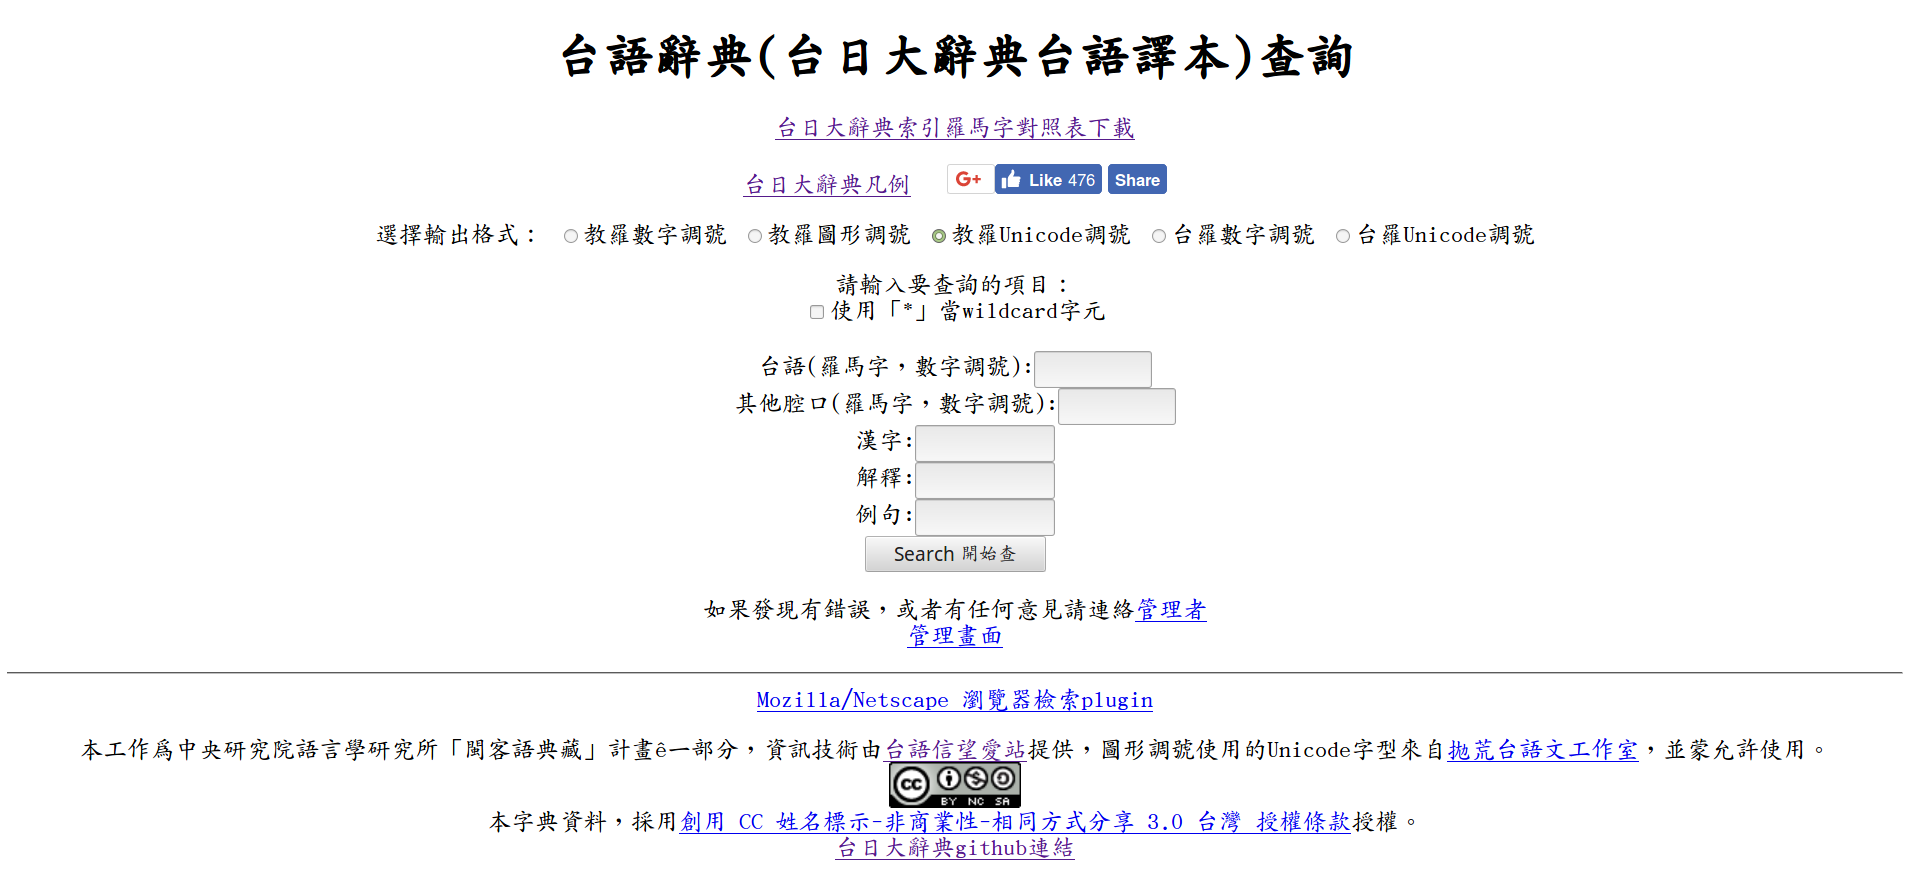 台語辭典(台日大辭典台語譯本)查詢
台日大辭典索引羅馬字對照表下載
台日大辭典凡例 G+ Like 476 Share
選擇輸出格式： 教羅數字調號 教羅圖形調號 教羅Unicode調號 台羅數字調號 台羅Unicode調號
請輸入要查詢的項目：
使用「*」當wildcard字元
台語(羅馬字，數字調號):
其他腔口(羅馬字，數字調號):
漢字:
解釋:
例句:
Search 開始查
如果發現有錯誤，或者有任何意見請連絡管理者
管理畫面
Mozilla/Netscape 瀏覽器檢索plugin
本工作為中央研究院語言學研究所「閩客語典藏」計畫ê一部分，資訊技術由台語信望愛站提供，圖形調號使用的Unicode字型來自拋荒台語文工作室，並蒙允許使用。
cc BY NC SA
本字典資料，採用創用 CC 姓名標示-非商業性-相同方式分享 3.0 台灣 授權條款授權。
台日大辭典github連結